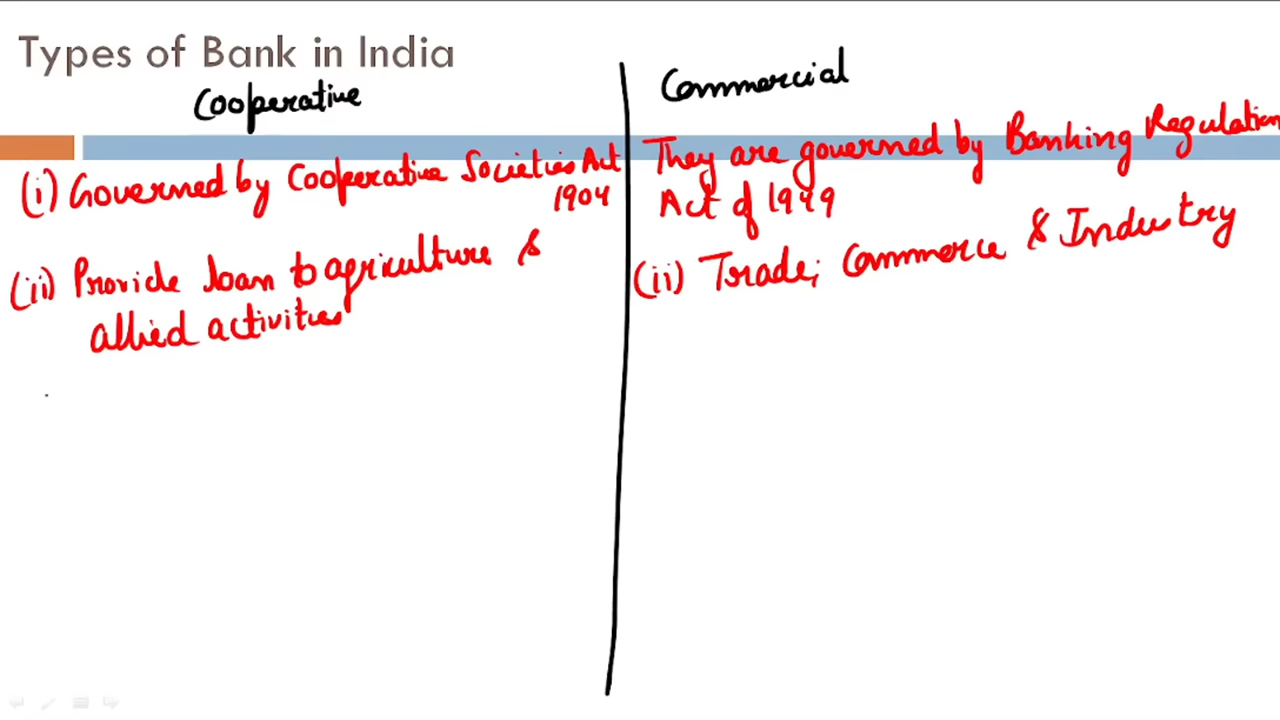 Types of Bank in India
Cooperative
(i) Governed by Cooperative Societies Act
1904
(ii) Provide loan to agriculture &
allied activities
Commercial
They are governed by Banking Regulation
Act of 1949
(ii) Trade, Commerce & Industry